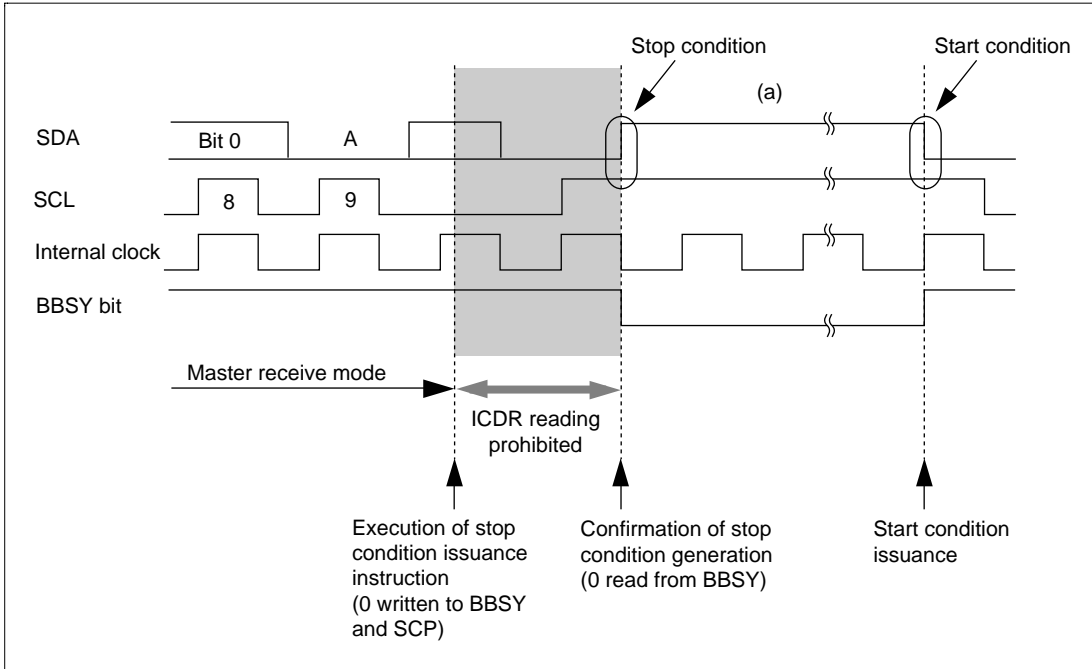 Stop condition
Start condition
(a)
SDA
Bit 0
A
SCL
8
9
Internal clock
BBSY bit
Master receive mode
ICDR reading
prohibited
Execution of stop
condition issuance
instruction
(0 written to BBSY
and SCP)
Confirmation of stop
condition generation
(0 read from BBSY)
Start condition
issuance